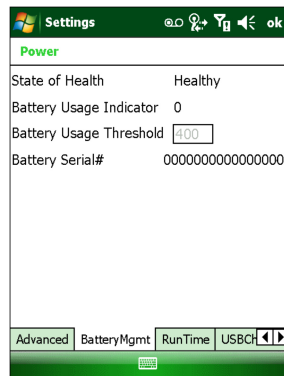 Settings ok
Power
State of Health Healthy
Battery Usage Indicator 0
Battery Usage Threshold 400
Battery Serial# 0000000000000000
Advanced BatteryMgmt RunTime USBCH